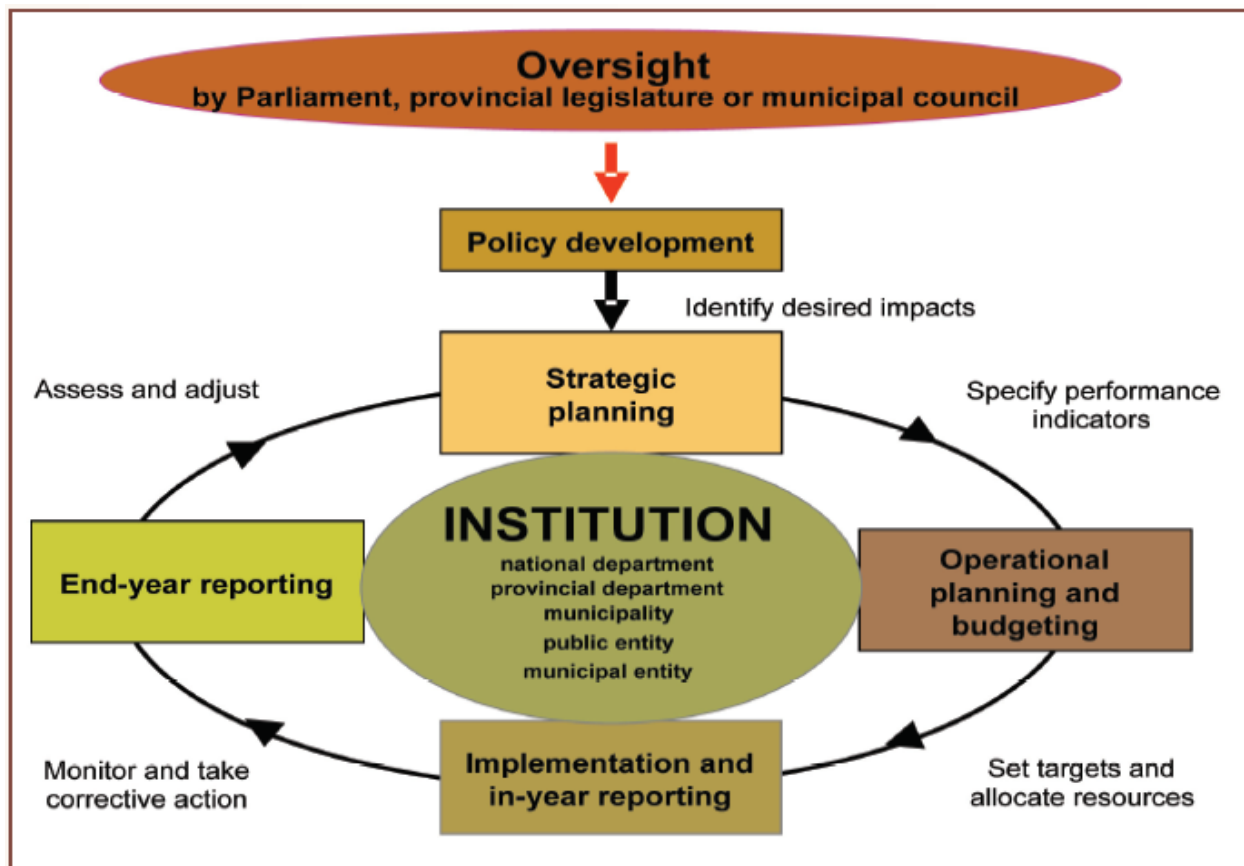 Oversight
by Parliament, provincial legislature or municipal council
Policy development
Identify desired impacts
Strategic
planning
Assess and adjust
Specify performance
indicators
INSTITUTION
national department
provincial department
municipality
public entity
municipal entity
End-year reporting
Operational
planning and
budgeting
Implementation and
in-year reporting
Monitor and take
corrective action
Set targets and
allocate resources